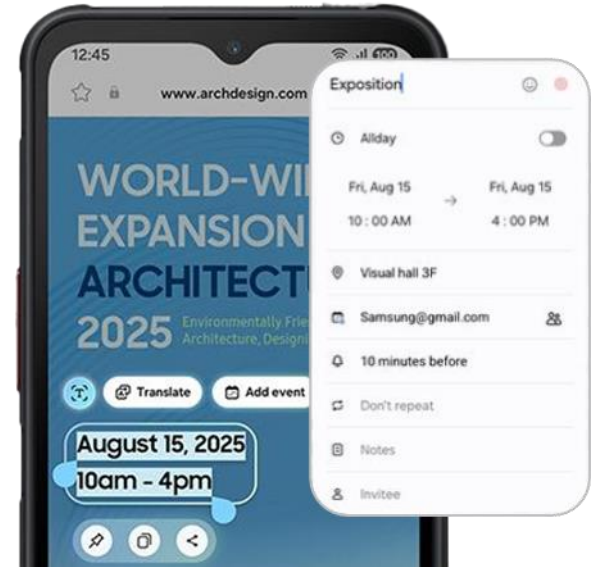 12:45
100
www.archdesign.com
WORLD-WI
EXPANSION
ARCHITECT
2025
Environmentally Frie
Architecture, Designi
T
Translate
Add event
August 15, 2025
10am - 4pm
Exposition
Allday
Fri, Aug 15
Fri, Aug 15
→
10 : 00 AM
4 : 00 PM
Visual hall 3F
Samsung@gmail.com
10 minutes before
Don't repeat
Notes
Invitee